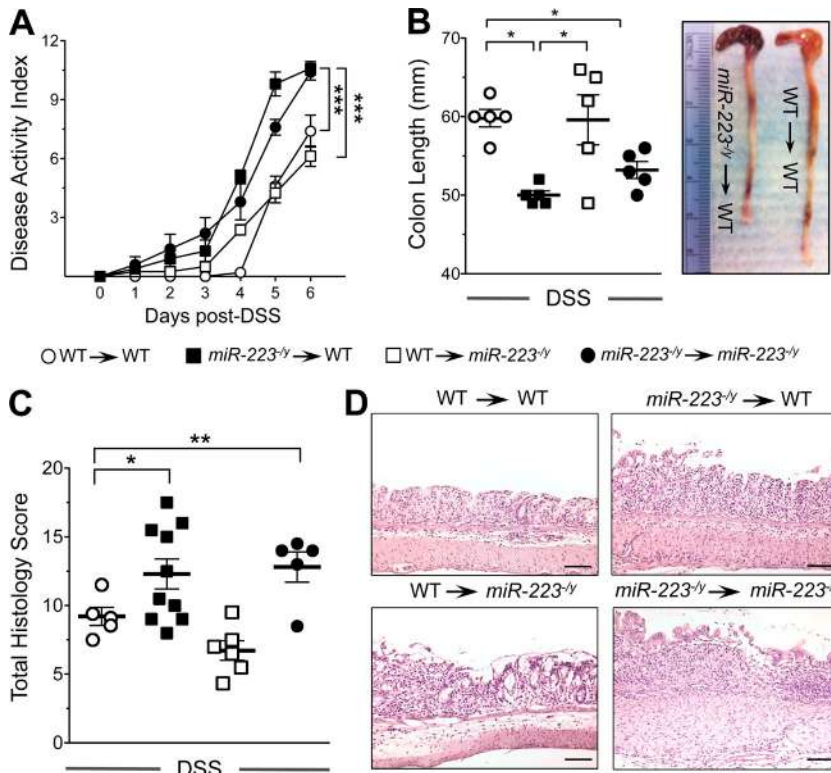 A
Disease Activity Index
12
9
6
3
0
1
2
3
4
5
6
Days post-DSS
***
***
B
Colon Length (mm)
70
60
50
40
*
*
*
DSS
miR-223-/y → WT
WT → WT
WT → WT
miR-223-/y → WT
WT → miR-223-/y
miR-223-/y → miR-223-/y
C
Total Histology Score
20
15
10
5
0
*
**
DSS
D
WT → WT
miR-223-/y → WT
WT → miR-223-/y
miR-223-/y → miR-223-/